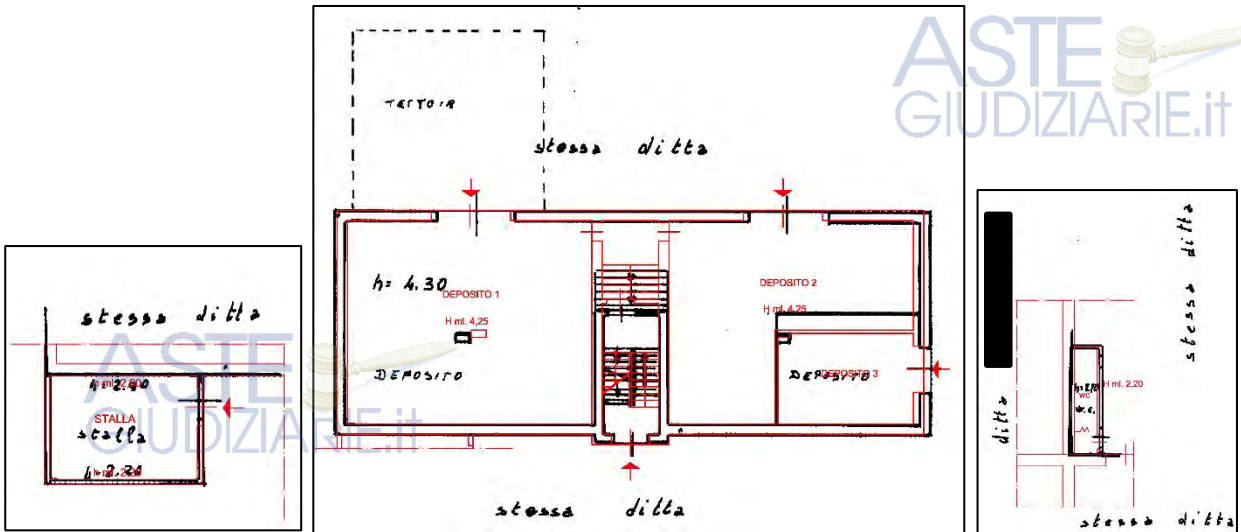 ASTE
GIUDIZIARIE.it
stessa ditta
ASTE
GIUDIZIARIE.it
STALLA
stalla
TETTOIA
stessa ditta
h= 4.30
DEPOSITO 1
H ml. 4,25
DEPOSITO
DEPOSITO 2
H ml. 4,25
DEPOSITO
DEPOSITO 3
stessa ditta
ditta
stessa ditta
H ml. 2,20
WC
w.c.
stessa ditta